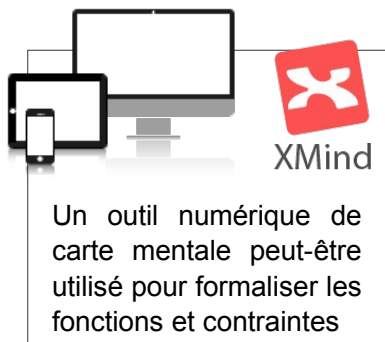 XMind
Un outil numérique de
carte mentale peut-être
utilisé pour formaliser les
fonctions et contraintes